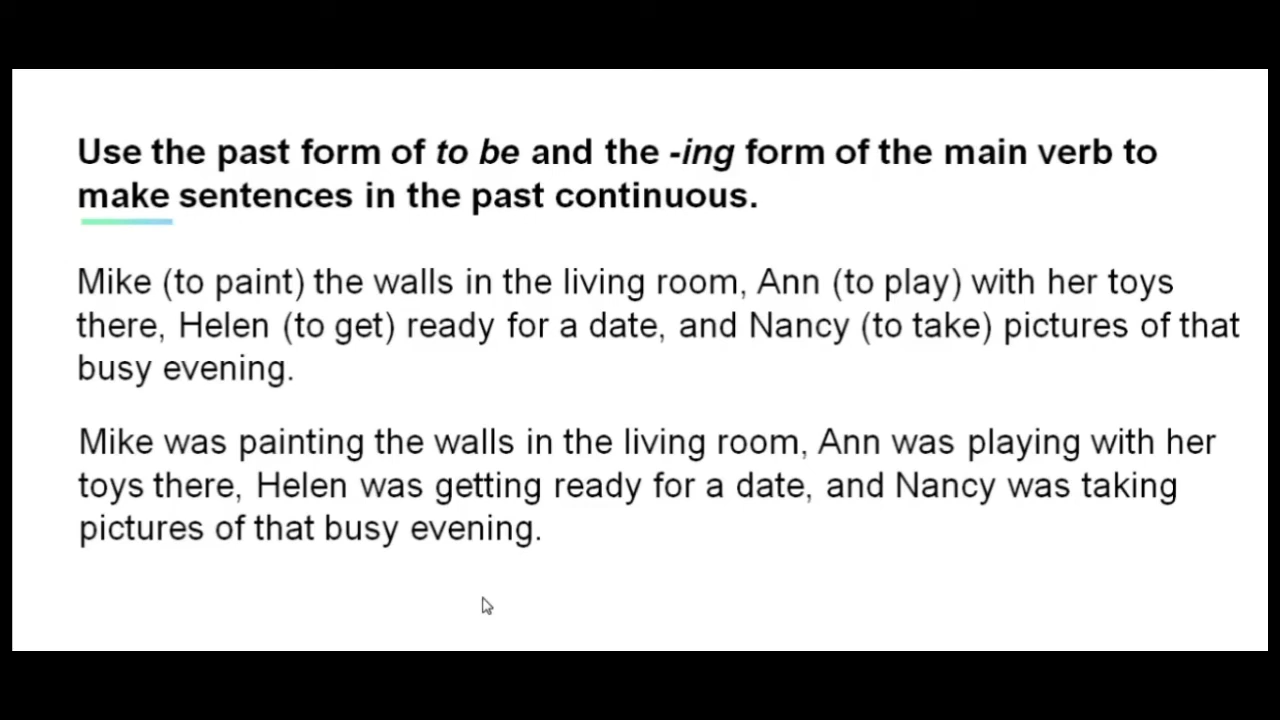 Use the past form of to be and the -ing form of the main verb to
make sentences in the past continuous.
Mike (to paint) the walls in the living room, Ann (to play) with her toys
there, Helen (to get) ready for a date, and Nancy (to take) pictures of that
busy evening.
Mike was painting the walls in the living room, Ann was playing with her
toys there, Helen was getting ready for a date, and Nancy was taking
pictures of that busy evening.